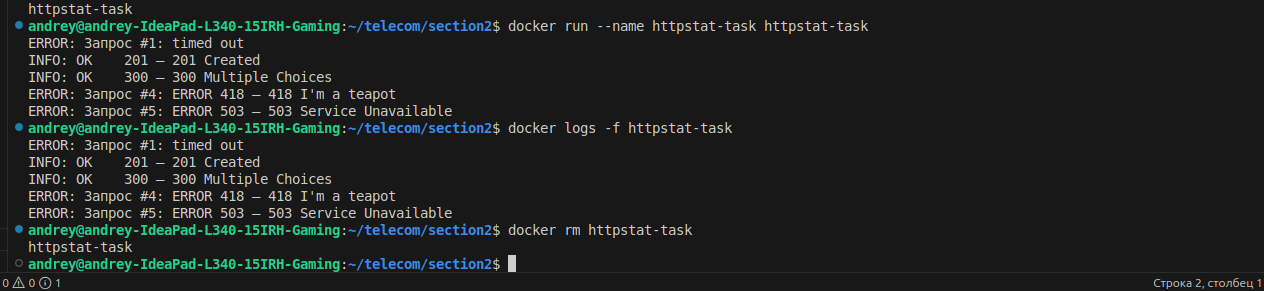 httpstat-task
andrey@andrey-IdeaPad-L340-15IRH-Gaming:~/telecom/section2$ docker run --name httpstat-task httpstat-task
ERROR: Запрос #1: timed out
INFO: OK    201 – 201 Created
INFO: OK    300 – 300 Multiple Choices
ERROR: Запрос #4: ERROR 418 – 418 I'm a teapot
ERROR: Запрос #5: ERROR 503 – 503 Service Unavailable
andrey@andrey-IdeaPad-L340-15IRH-Gaming:~/telecom/section2$ docker logs -f httpstat-task
ERROR: Запрос #1: timed out
INFO: OK    201 – 201 Created
INFO: OK    300 – 300 Multiple Choices
ERROR: Запрос #4: ERROR 418 – 418 I'm a teapot
ERROR: Запрос #5: ERROR 503 – 503 Service Unavailable
andrey@andrey-IdeaPad-L340-15IRH-Gaming:~/telecom/section2$ docker rm httpstat-task
httpstat-task
andrey@andrey-IdeaPad-L340-15IRH-Gaming:~/telecom/section2$
0 0 1 Строка 2, столбец 1